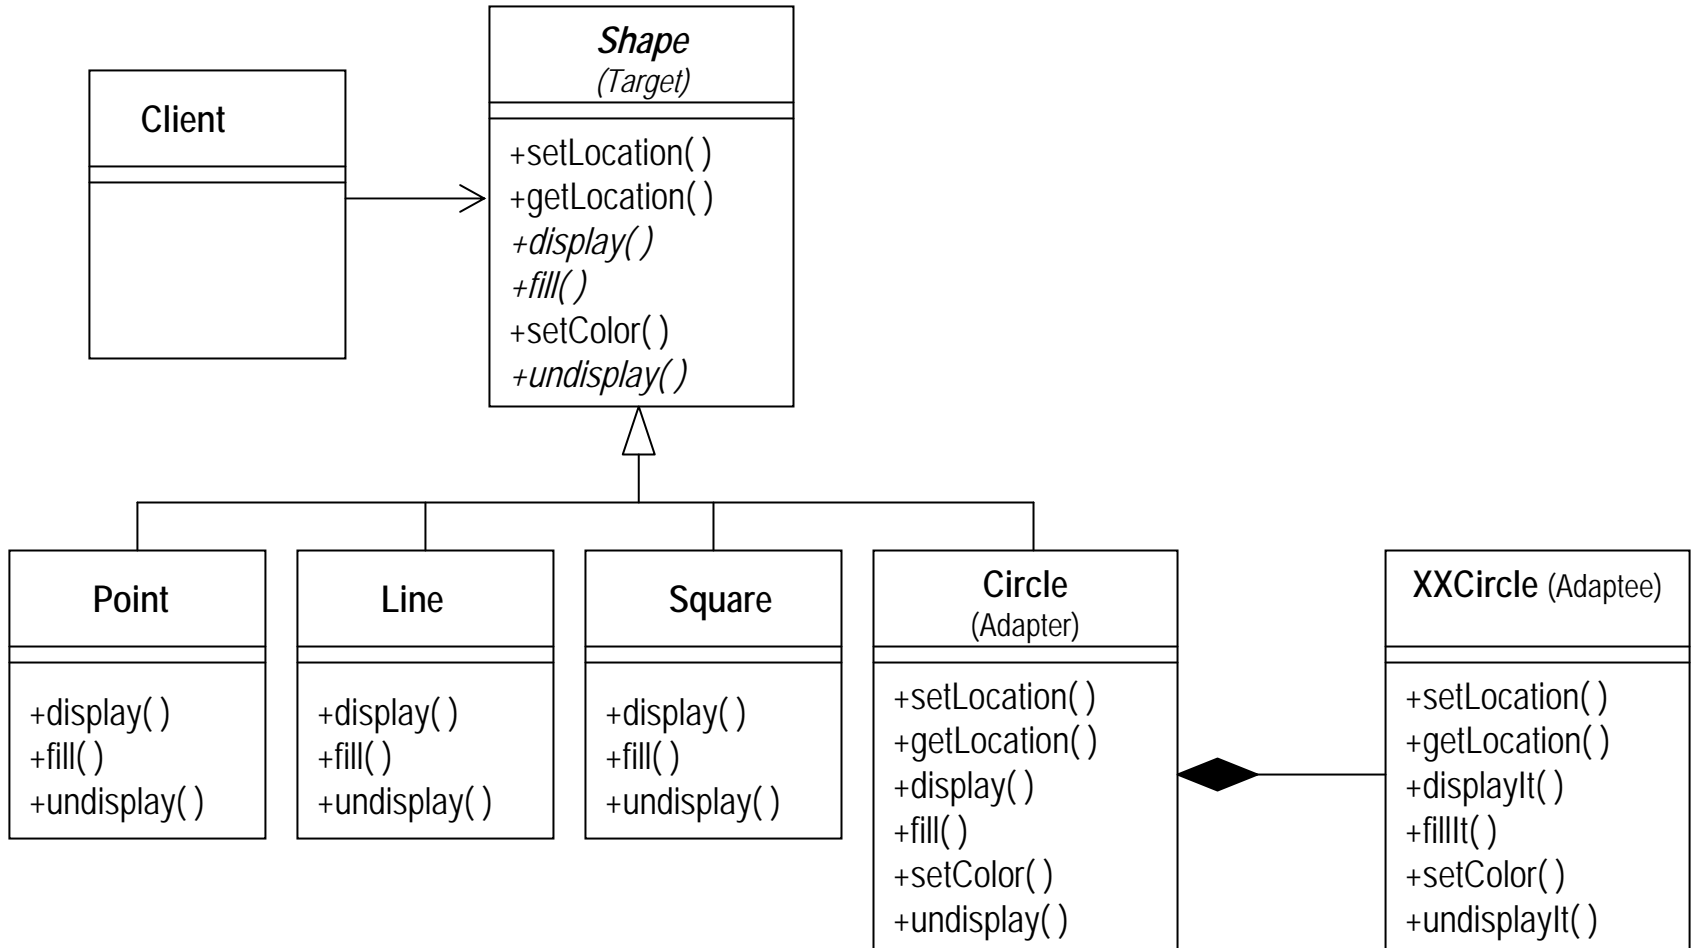 Shape
(Target)
Client
+setLocation( )
+getLocation( )
+display( )
+fill( )
+setColor( )
+undisplay( )
Point
+display( )
+fill( )
+undisplay( )
Line
+display( )
+fill( )
+undisplay( )
Square
+display( )
+fill( )
+undisplay( )
Circle
(Adapter)
+setLocation( )
+getLocation( )
+display( )
+fill( )
+setColor( )
+undisplay( )
XXCircle (Adaptee)
+setLocation( )
+getLocation( )
+displayIt( )
+fillIt( )
+setColor( )
+undisplayIt( )